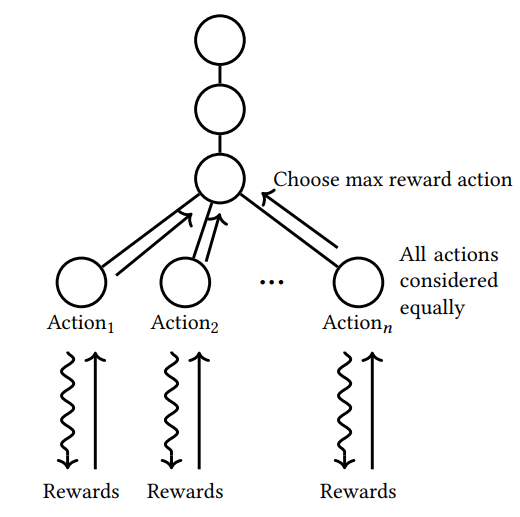 Choose max reward action
All actions
considered
equally
Action₁
Action₂
...
Actionₙ
Rewards
Rewards
Rewards